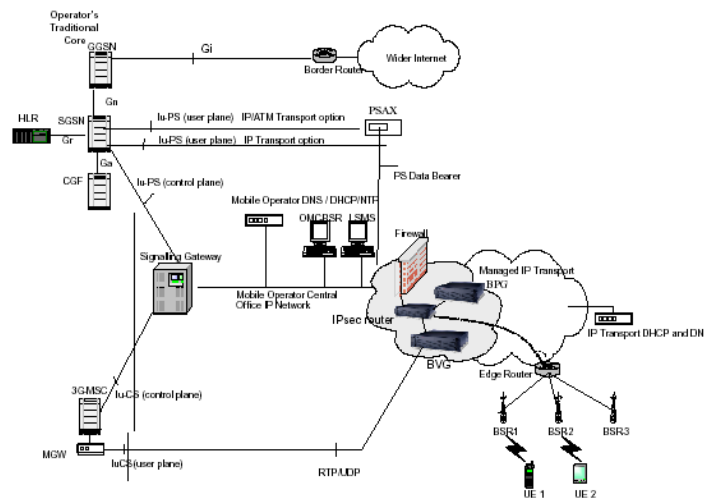 Operator's
Traditional
Core
GGSN
Gi
Border Router
Wider Internet
Gn
HLR
SGSN
Iu-PS (user plane) IP/ATM Transport option
PSAX
Gr
Iu-PS (user plane) IP Transport option
Ga
PS Data Bearer
CGF
Iu-PS (control plane)
Mobile Operator DNS / DHCP/NTP
OMCBSR
LSMS
Firewall
Signalling Gateway
Managed IP Transport
BPG
Mobile Operator Central
Office IP Network
IPsec router
IP Transport DHCP and DN
BVG
Edge Router
3G-MSC
Iu-CS (control plane)
BSR1
BSR2
BSR3
MGW
IuCS(user plane)
RTP/UDP
UE 1
UE 2